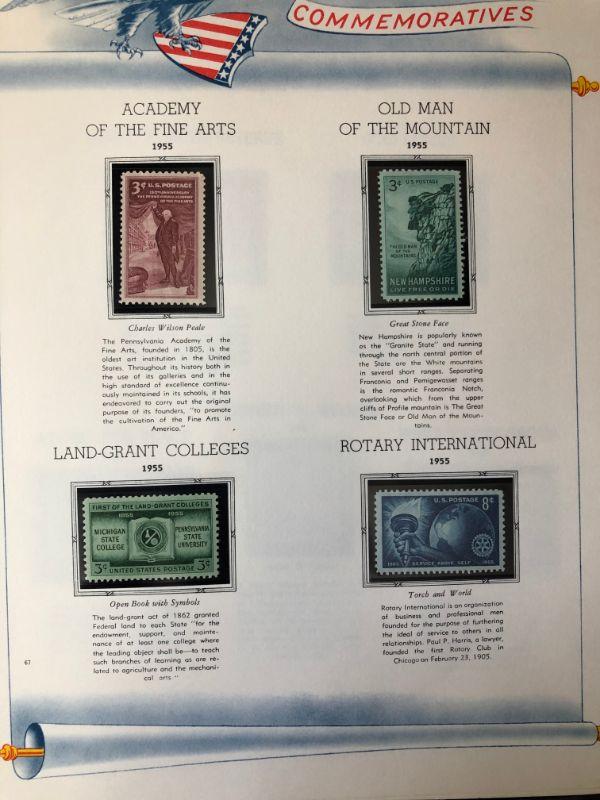 COMMEMORATIVES
ACADEMY
OF THE FINE ARTS
1955
3¢ U.S. POSTAGE
150TH ANNIVERSARY
THE PENNSYLVANIA ACADEMY
OF THE FINE ARTS
Charles Wilson Peale
The Pennsylvania Academy of the
Fine Arts, founded in 1805, is the
oldest art institution in the United
States. Throughout its history both in
the use of its galleries and in the
high standard of excellence continu-
ously maintained in its schools, it has
endeavored to carry out the original
purpose of its founders, "to promote
the cultivation of the Fine Arts in
America."
OLD MAN
OF THE MOUNTAIN
1955
3¢ U.S. POSTAGE
THE OLD MAN
OF THE
MOUNTAINS
NEW HAMPSHIRE
LIVE FREE OR DIE
Great Stone Face
New Hampshire is popularly known
as the "Granite State" and running
through the north central portion of
the State are the White mountains
in several short ranges. Separating
Franconia and Pemigewasser ranges
is the romantic Franconia Notch,
overlooking which from the upper
cliffs of Profile mountain is The Great
Stone Face or Old Man of the Moun-
tains.
LAND-GRANT COLLEGES
1955
FIRST OF THE LAND-GRANT COLLEGES
1855 1955
MICHIGAN
STATE
COLLEGE
PENNSYLVANIA
STATE
UNIVERSITY
3¢ UNITED STATES POSTAGE 3¢
Open Book with Symbols
The land-grant act of 1862 granted
Federal land to each State "for the
endowment, support, and mainte-
nance of at least one college where
the leading object shall be—to teach
such branches of learning as are re-
lated to agriculture and the mechani-
cal arts."
ROTARY INTERNATIONAL
1955
U.S. POSTAGE 8¢
1905 SERVICE ABOVE SELF 1955
Torch and World
Rotary International is an organization
of business and professional men
founded for the purpose of furthering
the ideal of service to others in all
relationships. Paul P. Harris, a lawyer,
founded the first Rotary Club in
Chicago on February 23, 1905.
67